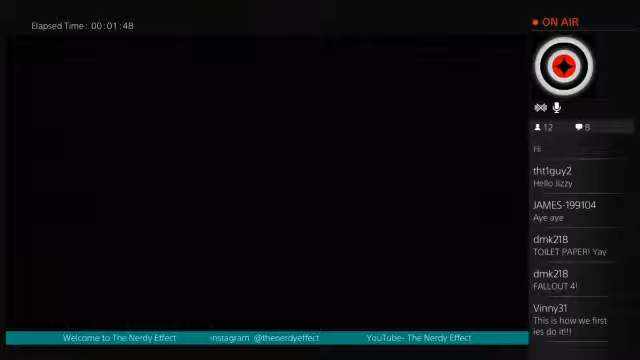 Elapsed Time : 00:01:48
ON AIR
12
8
Hi
tht1guy2
Hello Jizzy
JAMES-199104
Aye aye
dmk218
TOILET PAPER! Yay
dmk218
FALLOUT 4!
Vinny31
This is how we first
ies do it!!!
Welcome to The Nerdy Effect
Instagram @thenerdyeffect
YouTube- The Nerdy Effect